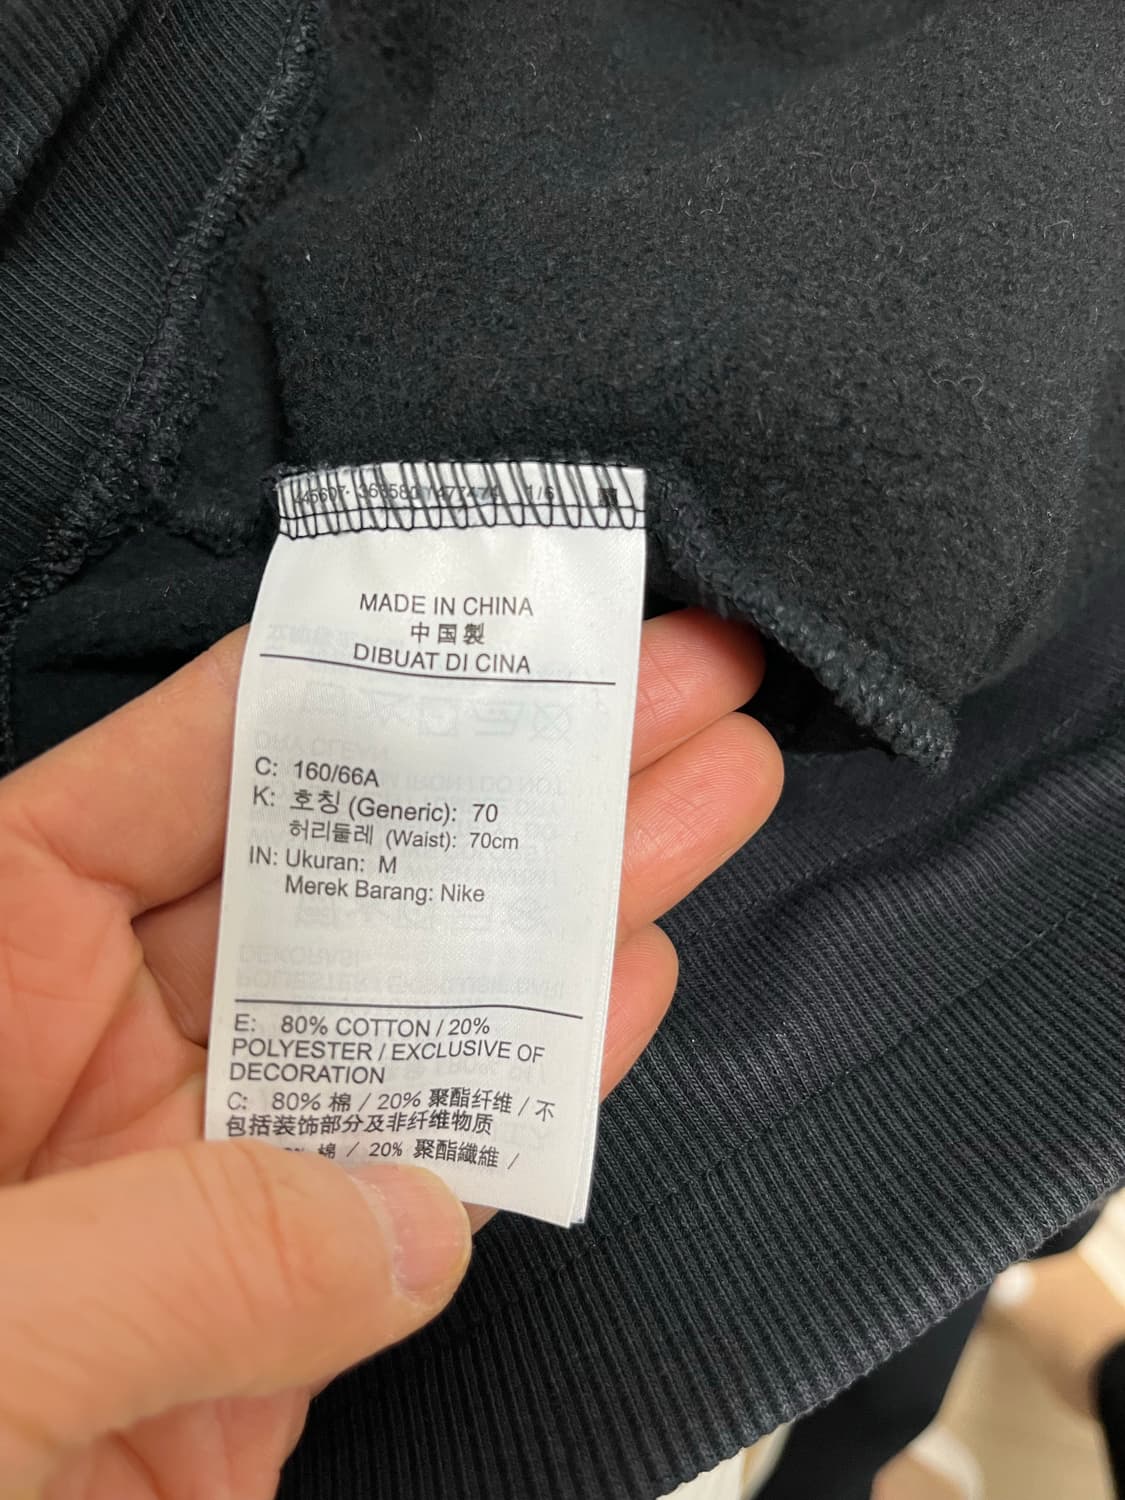 1/6
MADE IN CHINA
中国製
DIBUAT DI CINA
C: 160/66A
K: 호칭 (Generic): 70
허리둘레 (Waist): 70cm
IN: Ukuran: M
Merek Barang: Nike
E: 80% COTTON / 20%
POLYESTER / EXCLUSIVE OF
DECORATION
C: 80% 棉 / 20% 聚酯纤维 / 不
包括装饰部分及非纤维物质
棉 / 20% 聚酯纖維 /